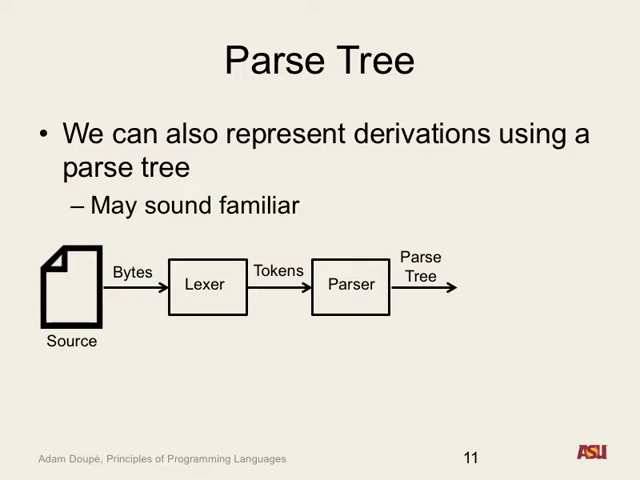 Parse Tree
• We can also represent derivations using a
parse tree
– May sound familiar
Parse
Tree
Bytes
Tokens
Lexer
Parser
Source
Adam Doupé, Principles of Programming Languages
11
ASU